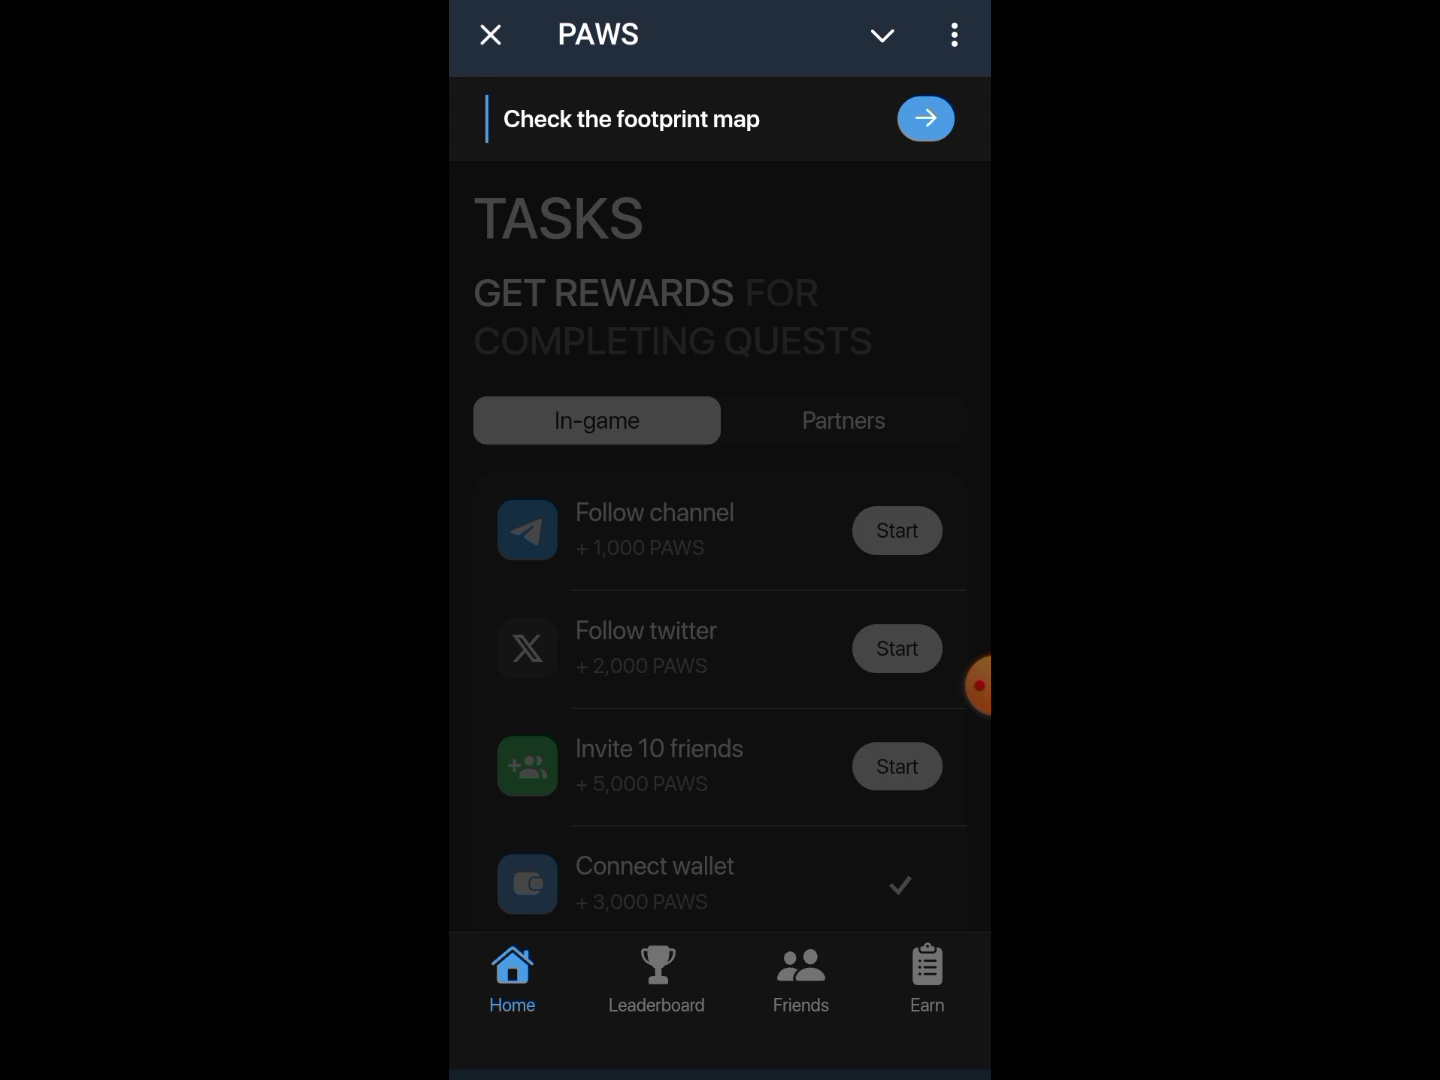 PAWS
Check the footprint map
TASKS
GET REWARDS FOR
COMPLETING QUESTS
In-game
Partners
Follow channel
+ 1,000 PAWS
Start
Follow twitter
+ 2,000 PAWS
Start
Invite 10 friends
+ 5,000 PAWS
Start
Connect wallet
+ 3,000 PAWS
Home
Leaderboard
Friends
Earn